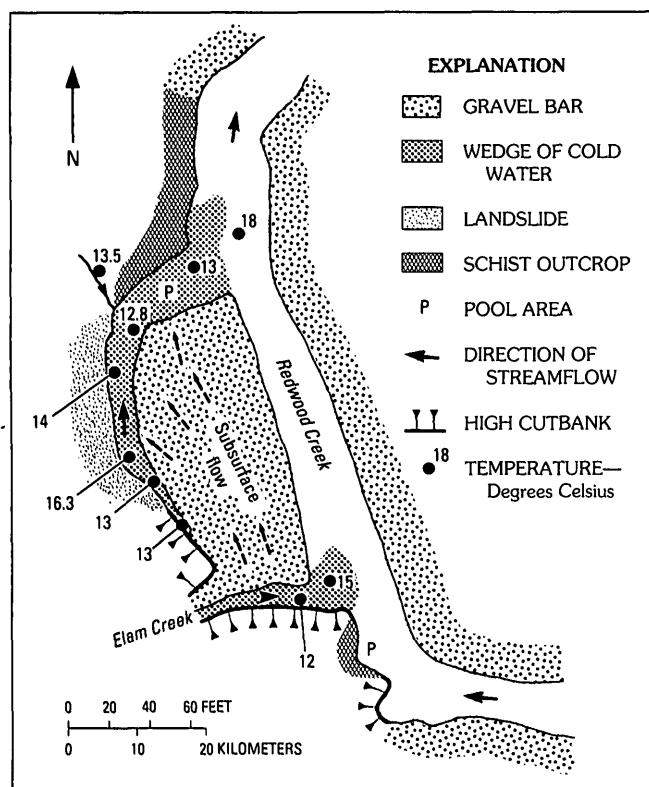 EXPLANATION
GRAVEL BAR
WEDGE OF COLD
WATER
LANDSLIDE
SCHIST OUTCROP
P POOL AREA
DIRECTION OF
STREAMFLOW
HIGH CUTBANK
18 TEMPERATURE—
Degrees Celsius
N
18
13.5
13
P
12.8
14
Redwood Creek
Subsurface
flow
16.3
13
13
15
Elam Creek
12
P
0 20 40 60 FEET
0 10 20 KILOMETERS